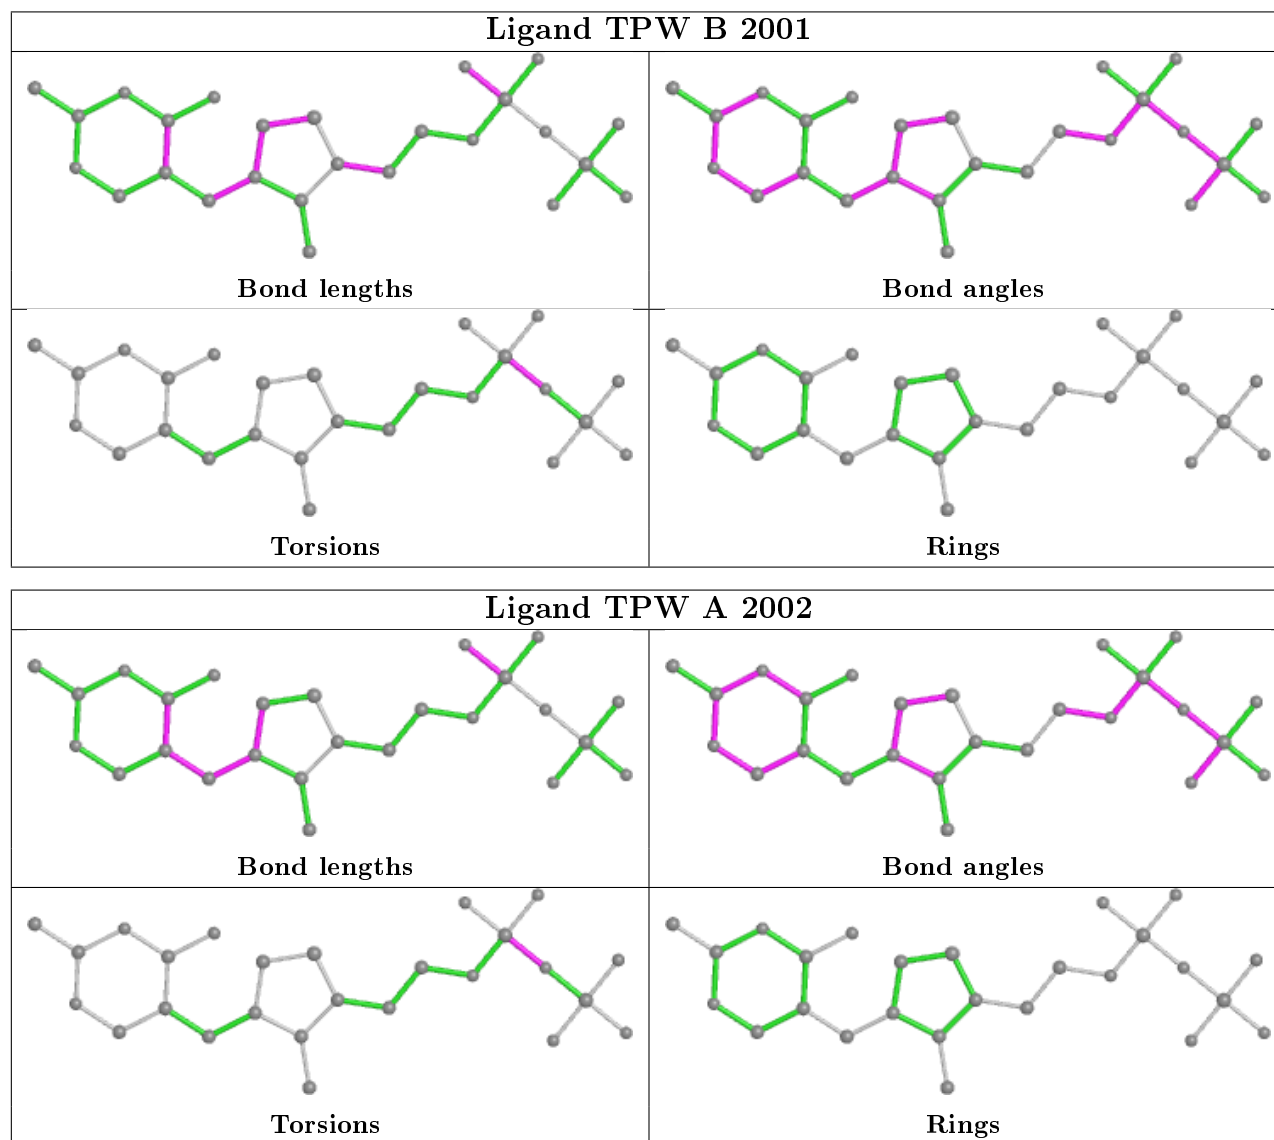 Ligand TPW B 2001
Bond lengths
Bond angles
Torsions
Rings
Ligand TPW A 2002
Bond lengths
Bond angles
Torsions
Rings